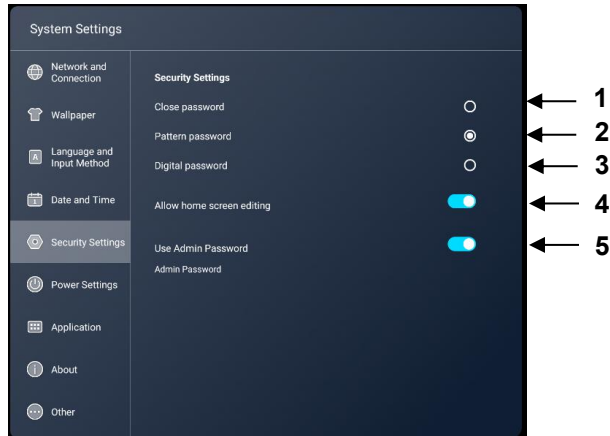 System Settings
Network and
Connection
Wallpaper
Language and
Input Method
Date and Time
Security Settings
Power Settings
Application
About
Other
Security Settings
Close password
Pattern password
Digital password
Allow home screen editing
Use Admin Password
Admin Password
1
2
3
4
5